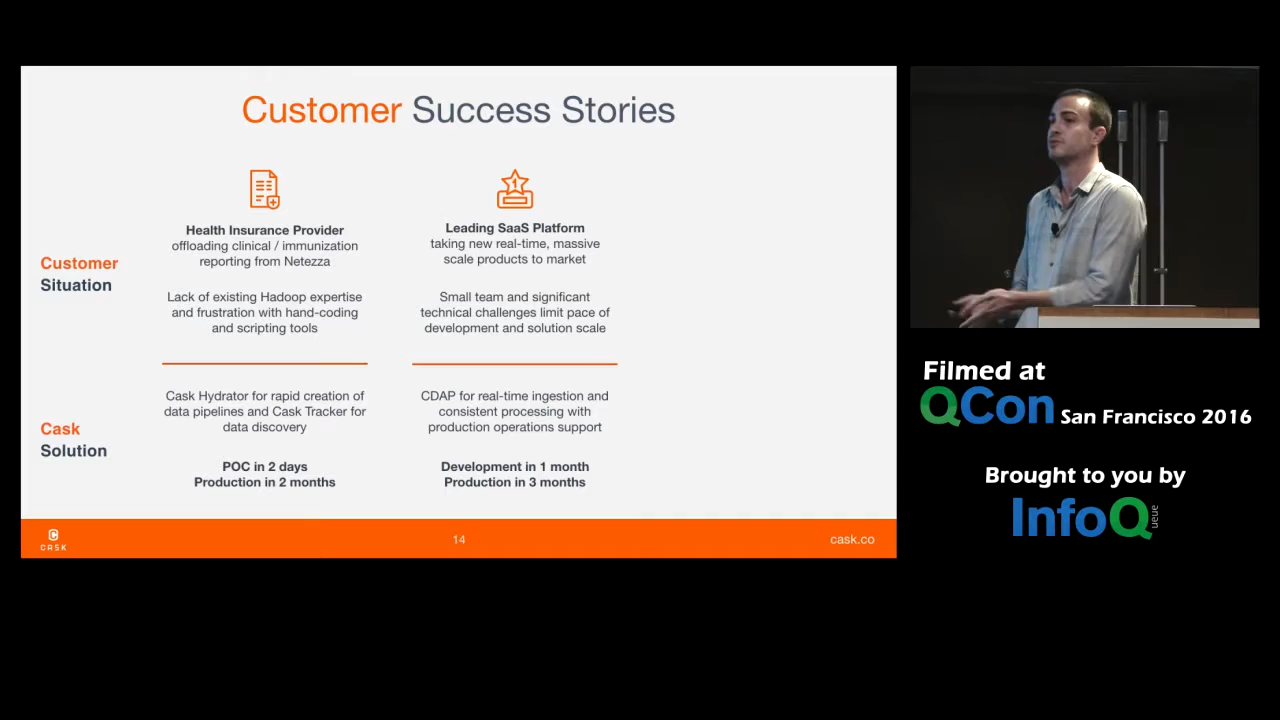 Customer Success Stories
Health Insurance Provider
offloading clinical / immunization
reporting from Netezza
Leading SaaS Platform
taking new real-time, massive
scale products to market
Customer
Situation
Lack of existing Hadoop expertise
and frustration with hand-coding
and scripting tools
Small team and significant
technical challenges limit pace of
development and solution scale
Cask Hydrator for rapid creation of
data pipelines and Cask Tracker for
data discovery
CDAP for real-time ingestion and
consistent processing with
production operations support
Cask
Solution
POC in 2 days
Production in 2 months
Development in 1 month
Production in 3 months
CASK
14
cask.co
Filmed at
QCon San Francisco 2016
Brought to you by
InfoQ
ueue